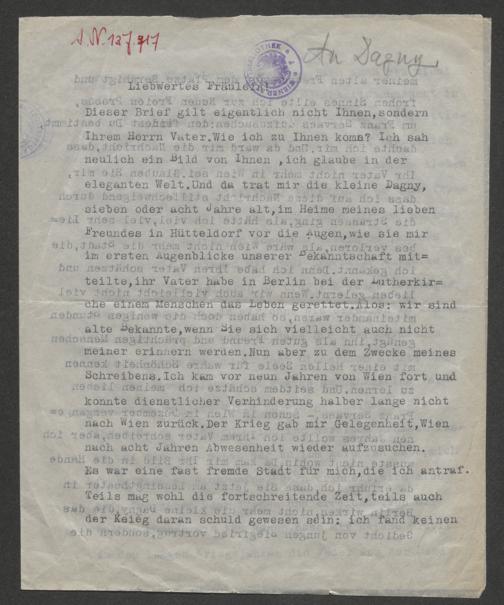 An Dagny
Liebwertes Fräulein!
Dieser Brief gilt eigentlich nicht Ihnen, sondern
Ihrem Herrn Vater. Wie ich zu Ihnen koma? Ich sah
neulich ein Bild von Ihnen ,ich glaube in der
eleganten Welt. Und da trat mir die kleine Dagny,
sieben oder acht Jahre alt, im Heime meines lieben
Freundes in Hütteldorf vor die Augen, wie sie mir
im ersten Augenblicke unserer Bekanntschaft mit=
teilte, ihr Vater habe in Berlin bei der Lutherkir=
che einem Menschen das Leben gerettet. Also: wir sind
alte Bekannte, wenn Sie sich vielleicht auch nicht
meiner erinnern werden. Nun aber zu dem Zwecke meines
Schreibens. Ich kam vor neun Jahren von Wien fort und
konnte dienstlicher Verhinderung halber lange nicht
nach Wien zurück. Der Krieg gab mir Gelegenheit, Wien
nach acht Jahren Abwesenheit wieder aufzusuchen.
Es war eine fast fremde Stadt für mich, die ich antraf.
Teils mag wohl die fortschreitende Zeit, teils auch
der Keieg daran schuld gewesen sein: ich fand keinen